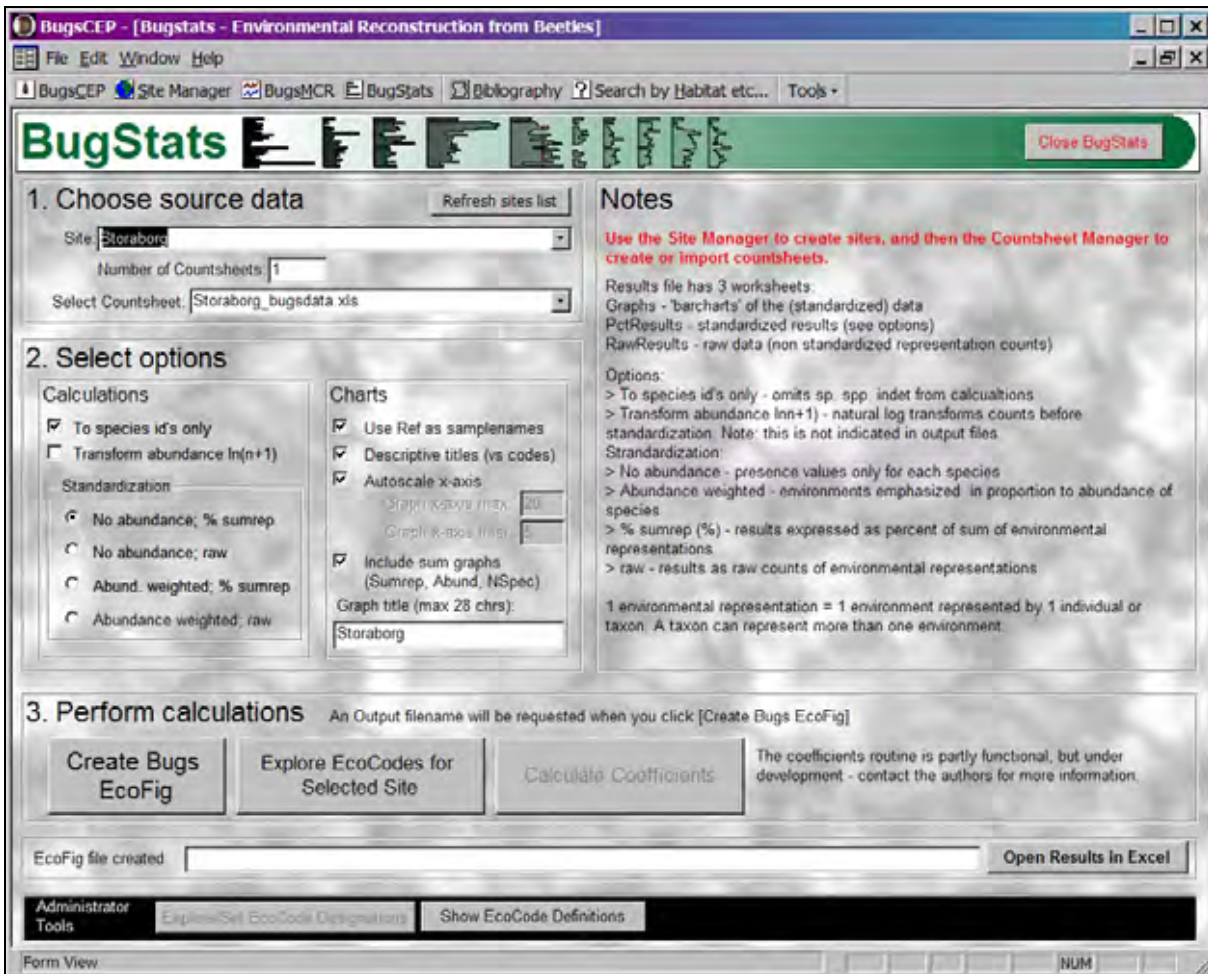 BugsCEP - [Bugstats - Environmental Reconstruction from Beetles]
File Edit Window Help
BugsCEP Site Manager BugsMCR BugStats Bibliography Search by Habitat etc... Tools
BugStats
Close BugStats
1. Choose source data
Refresh sites list
Site: Storaborg
Number of Countsheets: 1
Select Countsheet: Storaborg_bugsdata.xls
2. Select options
Calculations
To species id's only
Transform abundance ln(n+1)
Standardization
No abundance; % sumrep
No abundance; raw
Abund. weighted; % sumrep
Abundance weighted; raw
Charts
Use Ref as samplenames
Descriptive titles (vs codes)
Autoscale x-axis
Graph x-axis max 20
Graph x-axis 5
Include sum graphs
(Sumrep, Abund, NSpec)
Graph title (max 28 chrs):
Storaborg
Notes
Use the Site Manager to create sites, and then the Countsheet Manager to
create or import countsheets.
Results file has 3 worksheets:
Graphs - 'barcharts' of the (standardized) data
PctResults - standardized results (see options)
RawResults - raw data (non standardized representation counts)
Options:
> To species id's only - omits sp. spp. indet from calcualtions
> Transform abundance lnn+1) - natural log transforms counts before
standardization. Note: this is not indicated in output files
Strandardization:
> No abundance - presence values only for each species
> Abundance weighted - environments emphasized in proportion to abundance of
species
> % sumrep (%) - results expressed as percent of sum of environmental
representations
> raw - results as raw counts of environmental representations
1 environmental representation = 1 environment represented by 1 individual or
taxon. A taxon can represent more than one environment.
3. Perform calculations An Output filename will be requested when you click [Create Bugs EcoFig]
Create Bugs
EcoFig
Explore EcoCodes for
Selected Site
Calculate Coefficients
The coefficients routine is partly functional, but under
development - contact the authors for more information.
EcoFig file created
Open Results in Excel
Administrator
Tools
Explore/Set EcoCode Designations
Show EcoCode Definitions
Form View
NUM